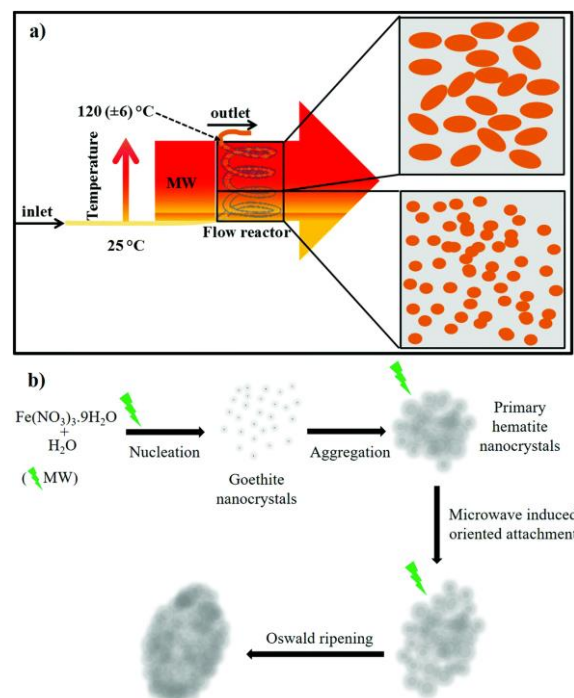 a)
120 (±6) °C
outlet
Temperature
MW
inlet
25 °C
Flow reactor
b)
Fe(NO3)3.9H2O
+
H2O
( MW)
Nucleation
Goethite
nanocrystals
Aggregation
Primary
hematite
nanocrystals
Microwave induced
oriented attachment
Oswald ripening